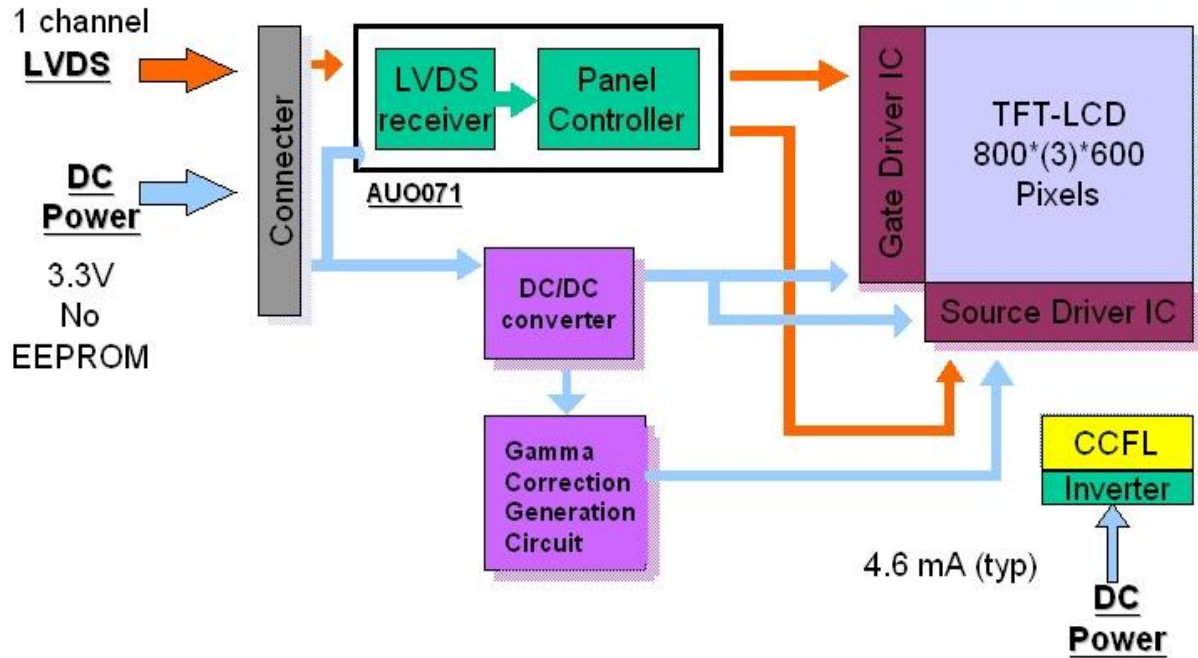 1 channel
LVDS
DC
Power
3.3V
No
EEPROM
Connecter
LVDS
receiver
Panel
Controller
AUO071
DC/DC
converter
Gamma
Correction
Generation
Circuit
Gate Driver IC
TFT-LCD
800*(3)*600
Pixels
Source Driver IC
CCFL
Inverter
4.6 mA (typ)
DC
Power